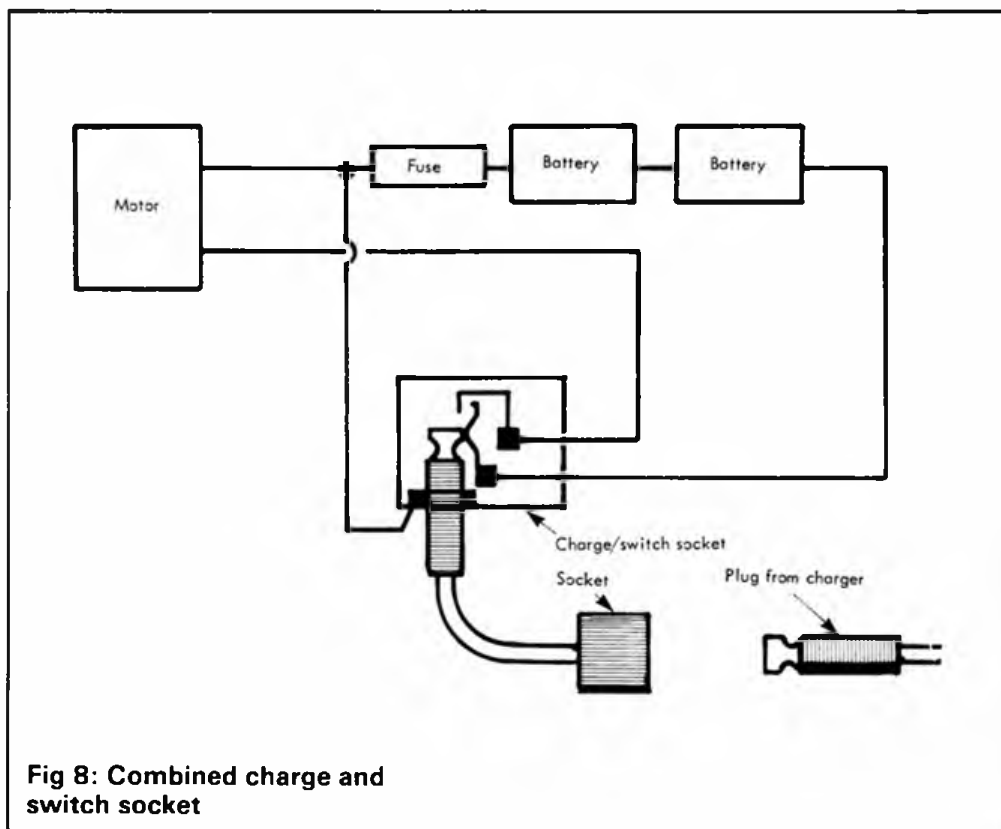 Motor
Fuse
Battery
Battery
Charge/switch socket
Socket
Plug from charger
Fig 8: Combined charge and
switch socket